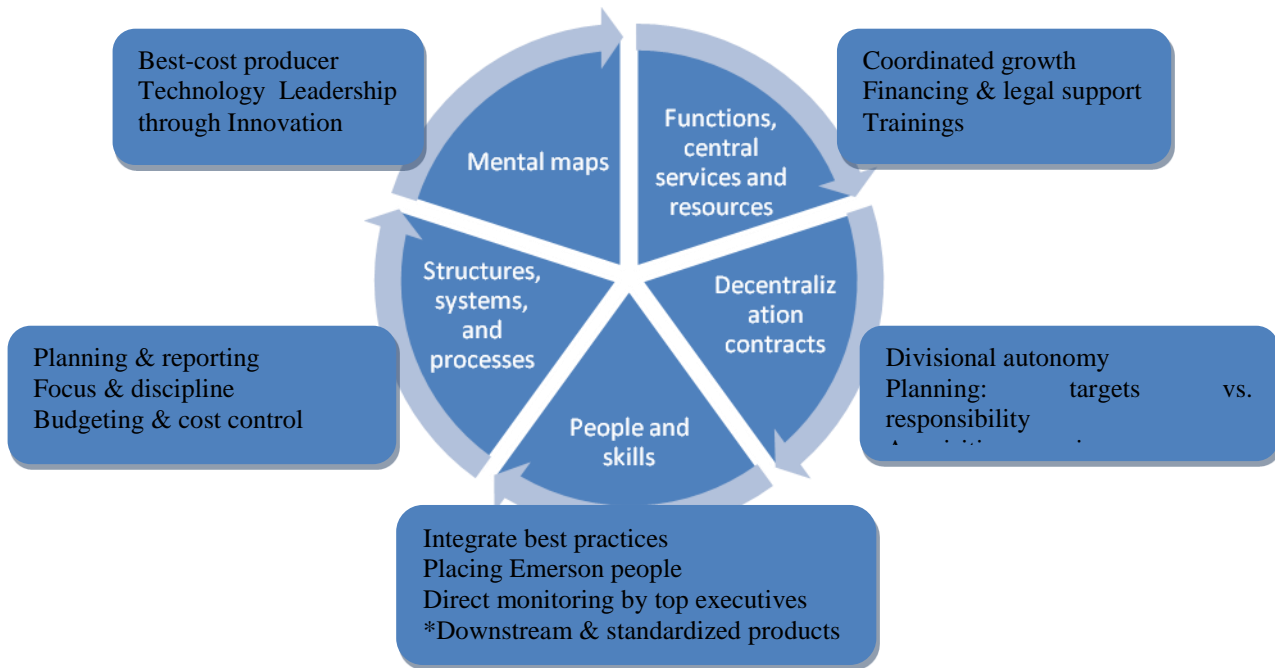 Best-cost producer
Technology Leadership
through Innovation
Coordinated growth
Financing & legal support
Trainings
Mental maps
Functions,
central
services and
resources
Structures,
systems,
and
processes
Decentraliz
ation
contracts
People and
skills
Planning & reporting
Focus & discipline
Budgeting & cost control
Divisional autonomy
Planning: targets vs.
responsibility
Integrate best practices
Placing Emerson people
Direct monitoring by top executives
*Downstream & standardized products